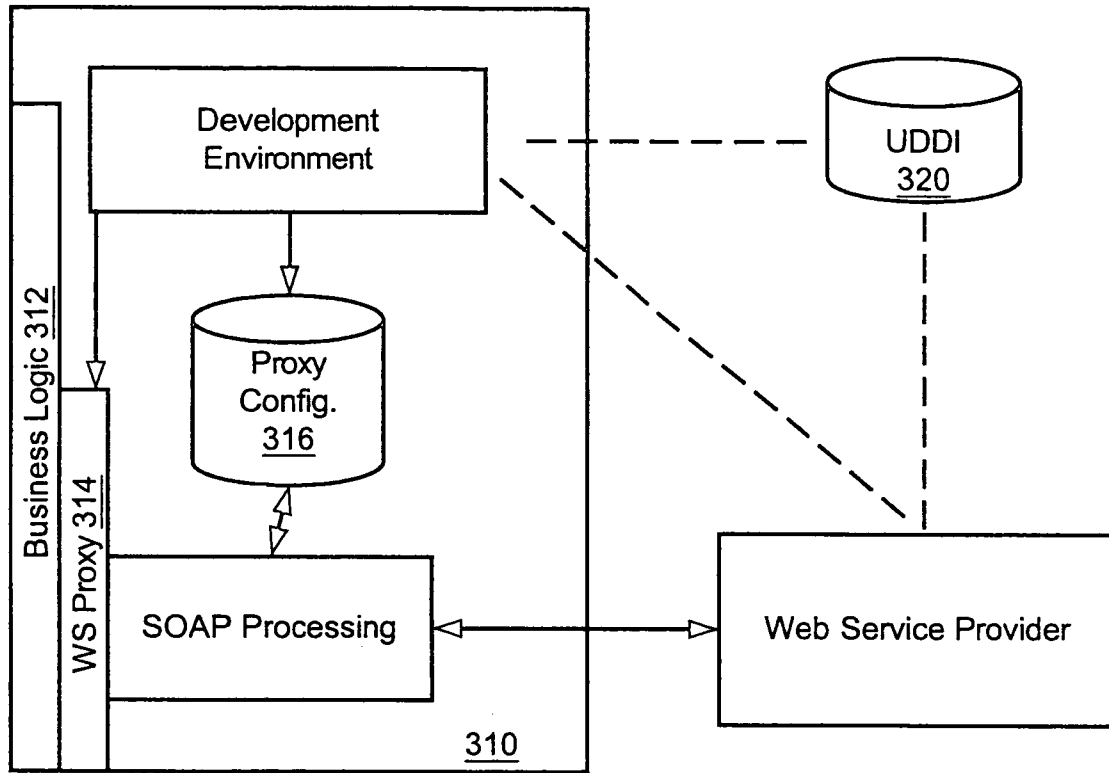 Development
Environment
UDDI
320
Business Logic 312
WS Proxy 314
Proxy
Config.
316
SOAP Processing
Web Service Provider
310